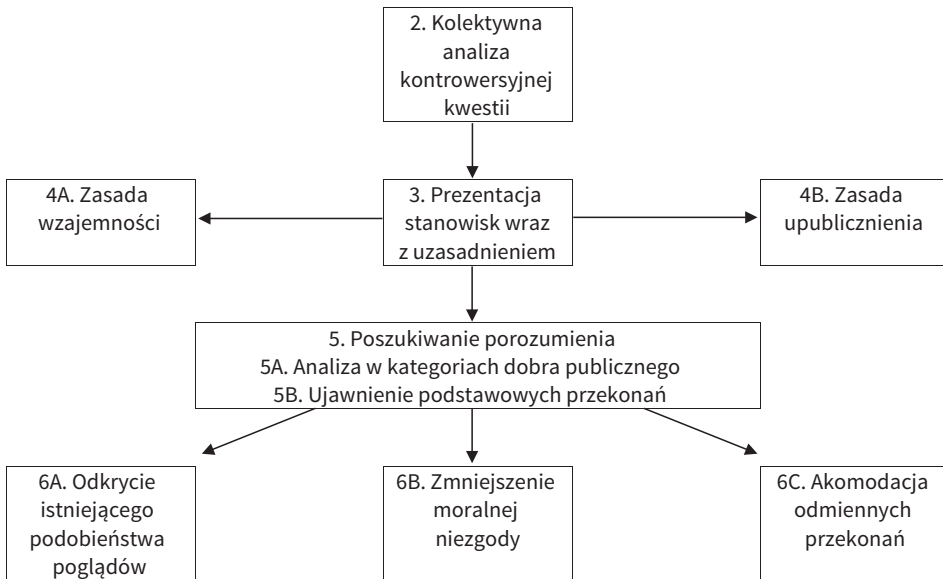 2. Kolektywna
analiza
kontrowersyjnej
kwestii
4A. Zasada
wzajemności
3. Prezentacja
stanowisk wraz
z uzasadnieniem
4B. Zasada
upublicznienia
5. Poszukiwanie porozumienia
5A. Analiza w kategoriach dobra publicznego
5B. Ujawnienie podstawowych przekonań
6A. Odkrycie
istniejącego
podobieństwa
poglądów
6B. Zmniejszenie
moralnej
niezgody
6C. Akomodacja
odmiennych
przekonań